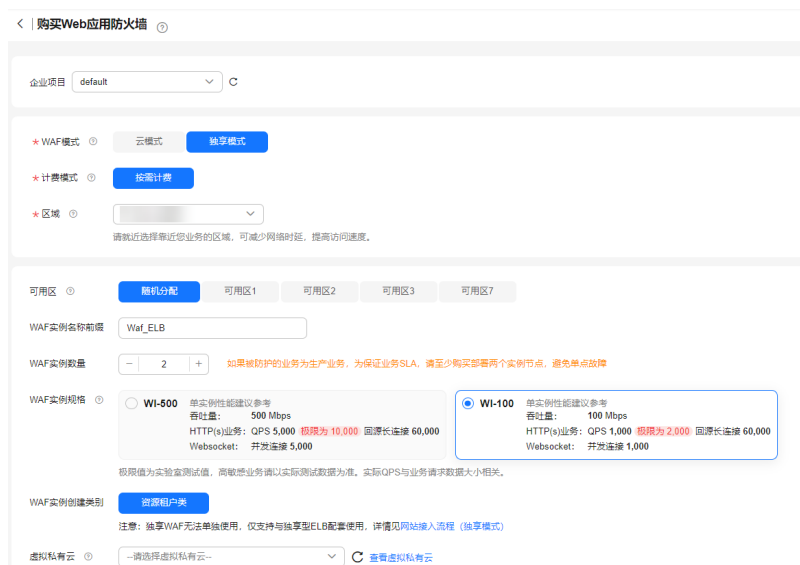 购买Web应用防火墙
企业项目 default
WAF模式 云模式 独享模式
计费模式 按需计费
区域
请就近选择靠近您业务的区域，可减少网络时延，提高访问速度。
可用区 随机分配 可用区1 可用区2 可用区3 可用区7
WAF实例名称前缀 Waf_ELB
WAF实例数量 2 如果被防护的业务为生产业务，为保证业务SLA，请至少购买部署两个实例节点，避免单点故障
WAF实例规格 WI-500 单实例性能建议参考 WI-100 单实例性能建议参考
吞吐量： 500 Mbps 吞吐量： 100 Mbps
HTTP(s)业务： QPS 5,000 极限为 10,000 回源长连接 60,000 HTTP(s)业务： QPS 1,000 极限为 2,000 回源长连接 60,000
Websocket： 并发连接 5,000 Websocket： 并发连接 1,000
极限值为实验室测试值，高敏感业务请以实际测试数据为准。实际QPS与业务请求数据大小相关。
WAF实例创建类别 资源租户类
注意：独享WAF无法单独使用，仅支持与独享型ELB配套使用，详情见网站接入流程（独享模式）
虚拟私有云 --请选择虚拟私有云-- 查看虚拟私有云